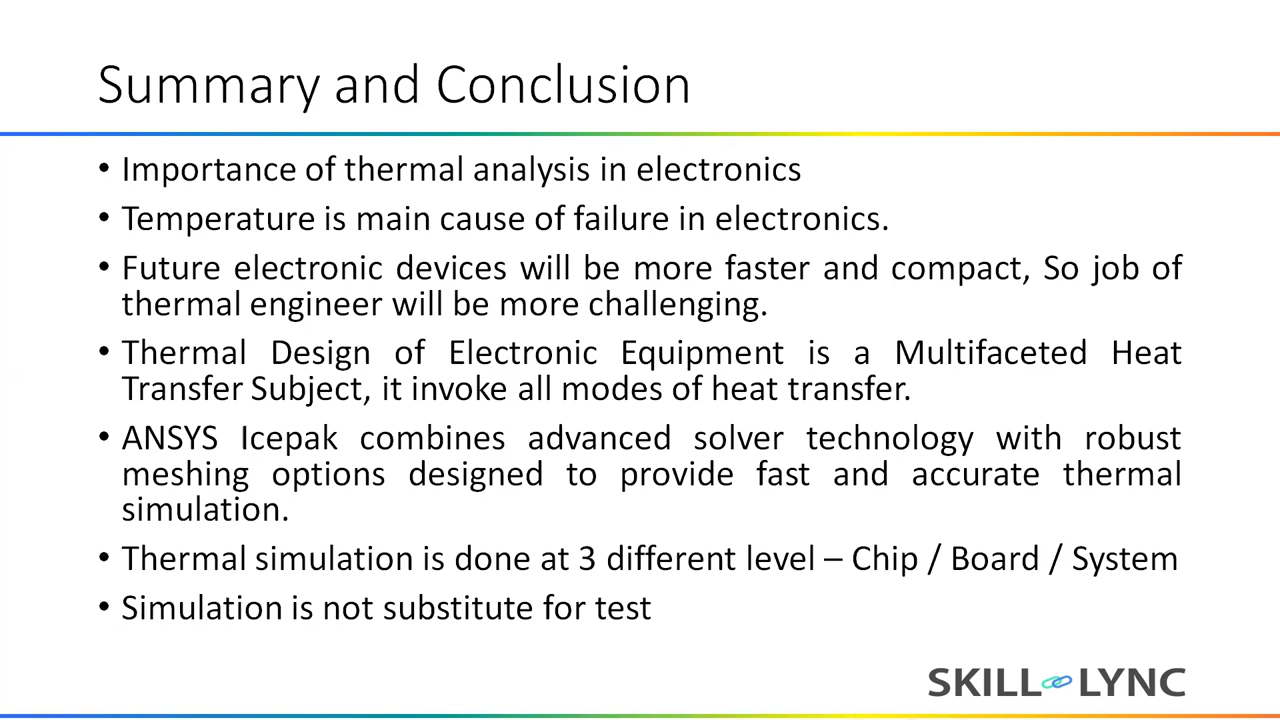 Summary and Conclusion
• Importance of thermal analysis in electronics
• Temperature is main cause of failure in electronics.
• Future electronic devices will be more faster and compact, So job of
thermal engineer will be more challenging.
• Thermal Design of Electronic Equipment is a Multifaceted Heat
Transfer Subject, it invoke all modes of heat transfer.
• ANSYS Icepak combines advanced solver technology with robust
meshing options designed to provide fast and accurate thermal
simulation.
• Thermal simulation is done at 3 different level – Chip / Board / System
• Simulation is not substitute for test
SKILL LYNC